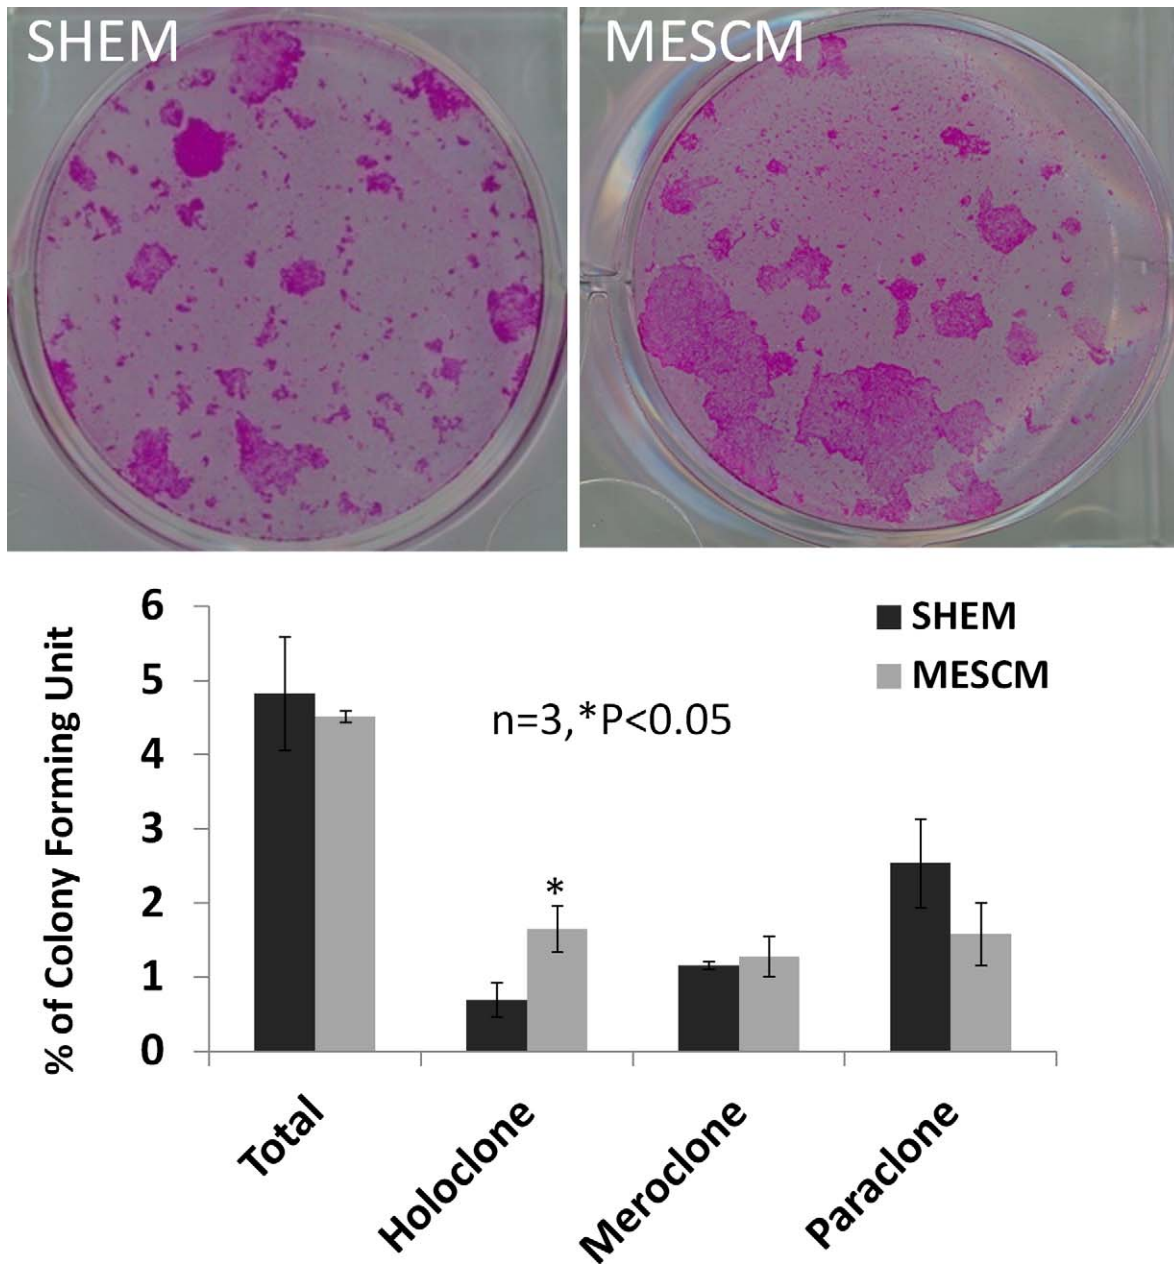 SHEM
MESCM
% of Colony Forming Unit
6
5
4
3
2
1
0
SHEM
MESCM
n=3,*P<0.05
*
Total
Holoclone
Meroclone
Paraclone